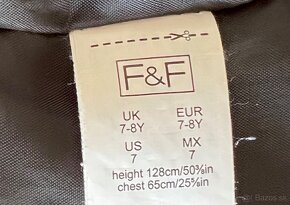 F&F
UK EUR
7-8Y 7-8Y
US MX
7 7
height 128cm/50⅜in
chest 65cm/25⅝in